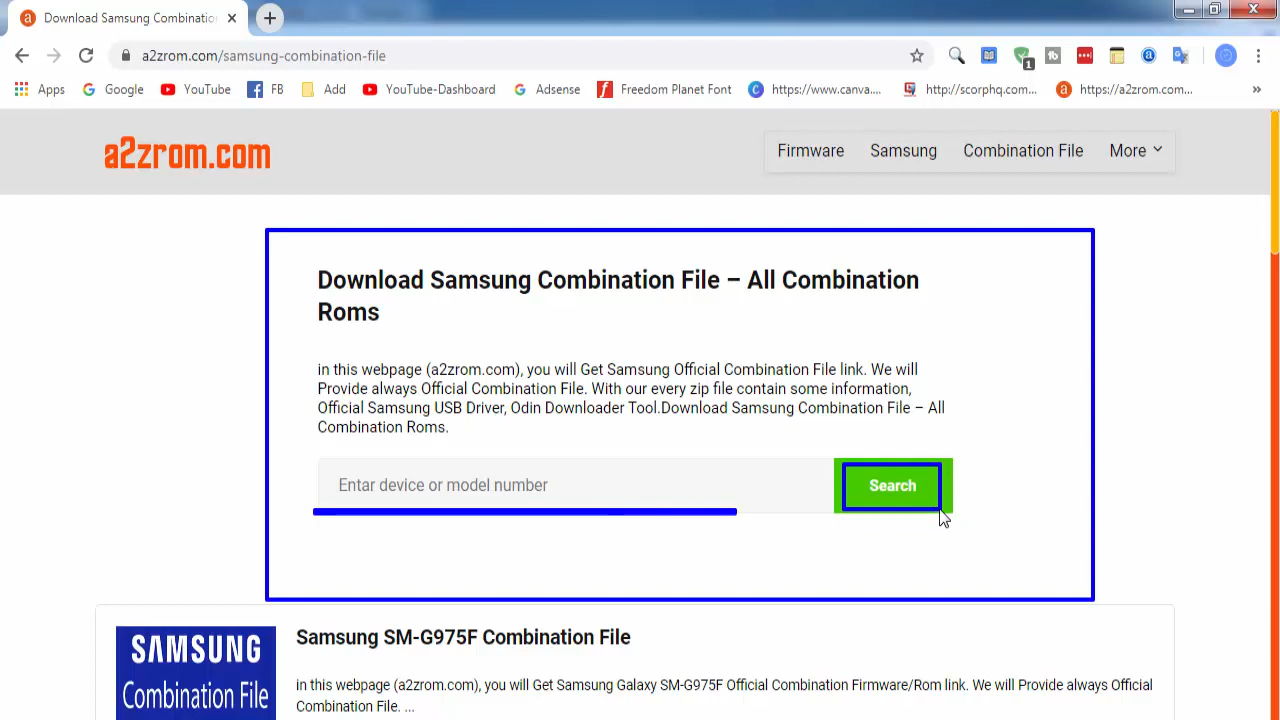 Download Samsung Combinatio
a2zrom.com/samsung-combination-file
1
Apps
Google
YouTube
FB
Add
YouTube-Dashboard
Adsense
Freedom Planet Font
https://www.canva....
http://scorphq.com...
https://a2zrom.com...
»
a2zrom.com
Firmware
Samsung
Combination File
More
Download Samsung Combination File – All Combination
Roms
in this webpage (a2zrom.com), you will Get Samsung Official Combination File link. We will
Provide always Official Combination File. With our every zip file contain some information,
Official Samsung USB Driver, Odin Downloader Tool.Download Samsung Combination File – All
Combination Roms.
Entar device or model number
Search
SAMSUNG
Combination File
Samsung SM-G975F Combination File
in this webpage (a2zrom.com), you will Get Samsung Galaxy SM-G975F Official Combination Firmware/Rom link. We will Provide always Official
Combination File. ...